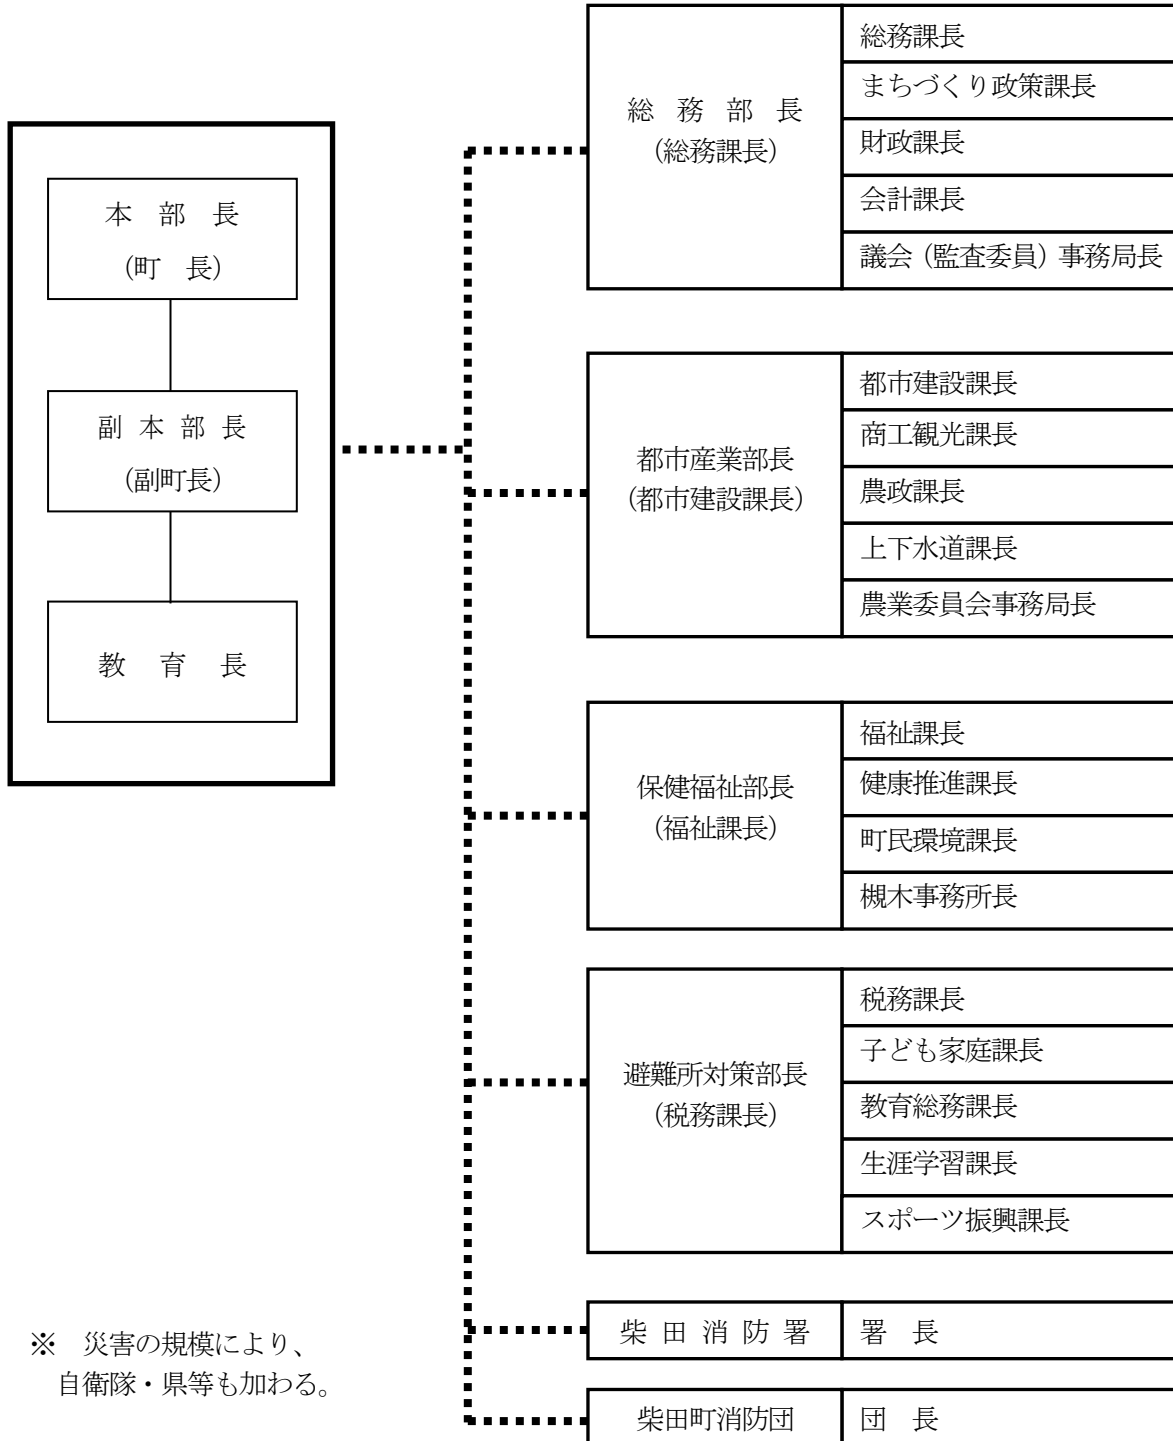 本 部 長
(町 長)
副 本 部 長
(副町長)
教 育 長
総 務 部 長
(総務課長)
総務課長
まちづくり政策課長
財政課長
会計課長
議会(監査委員)事務局長
都市産業部長
(都市建設課長)
都市建設課長
商工観光課長
農政課長
上下水道課長
農業委員会事務局長
保健福祉部長
(福祉課長)
福祉課長
健康推進課長
町民環境課長
槻木事務所長
避難所対策部長
(税務課長)
税務課長
子ども家庭課長
教育総務課長
生涯学習課長
スポーツ振興課長
柴 田 消 防 署
署 長
柴田町消防団
団 長
※ 災害の規模により、
自衛隊・県等も加わる。